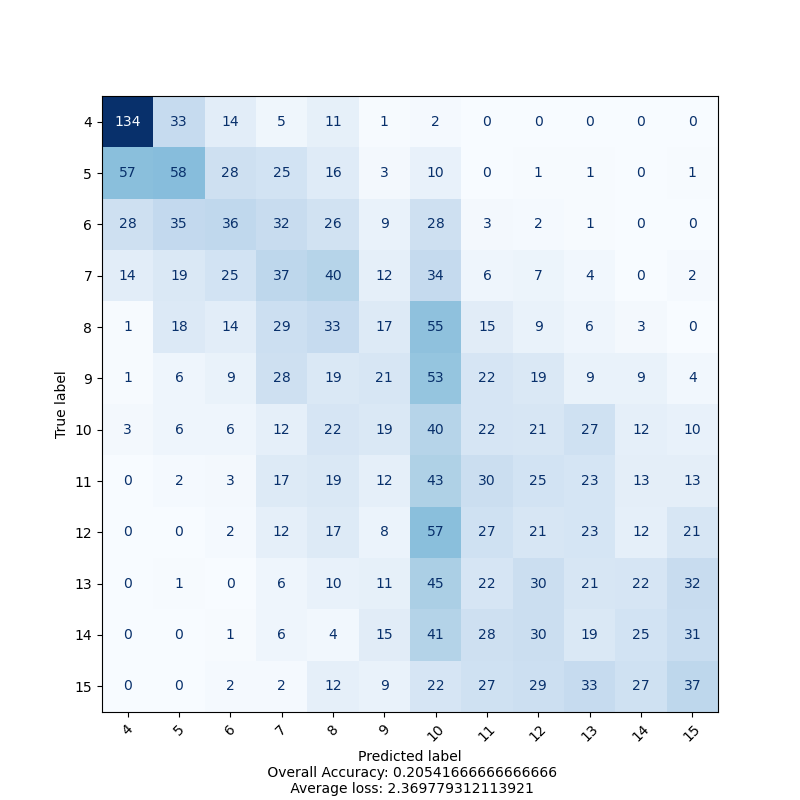 4 134 33 14 5 11 1 2 0 0 0 0 0
5 57 58 28 25 16 3 10 0 1 1 0 1
6 28 35 36 32 26 9 28 3 2 1 0 0
7 14 19 25 37 40 12 34 6 7 4 0 2
8 1 18 14 29 33 17 55 15 9 6 3 0
9 1 6 9 28 19 21 53 22 19 9 9 4
10 3 6 6 12 22 19 40 22 21 27 12 10
11 0 2 3 17 19 12 43 30 25 23 13 13
12 0 0 2 12 17 8 57 27 21 23 12 21
13 0 1 0 6 10 11 45 22 30 21 22 32
14 0 0 1 6 4 15 41 28 30 19 25 31
15 0 0 2 2 12 9 22 27 29 33 27 37
True label
4 5 6 7 8 9 10 11 12 13 14 15
Predicted label
Overall Accuracy: 0.20541666666666666
Average loss: 2.369779312113921